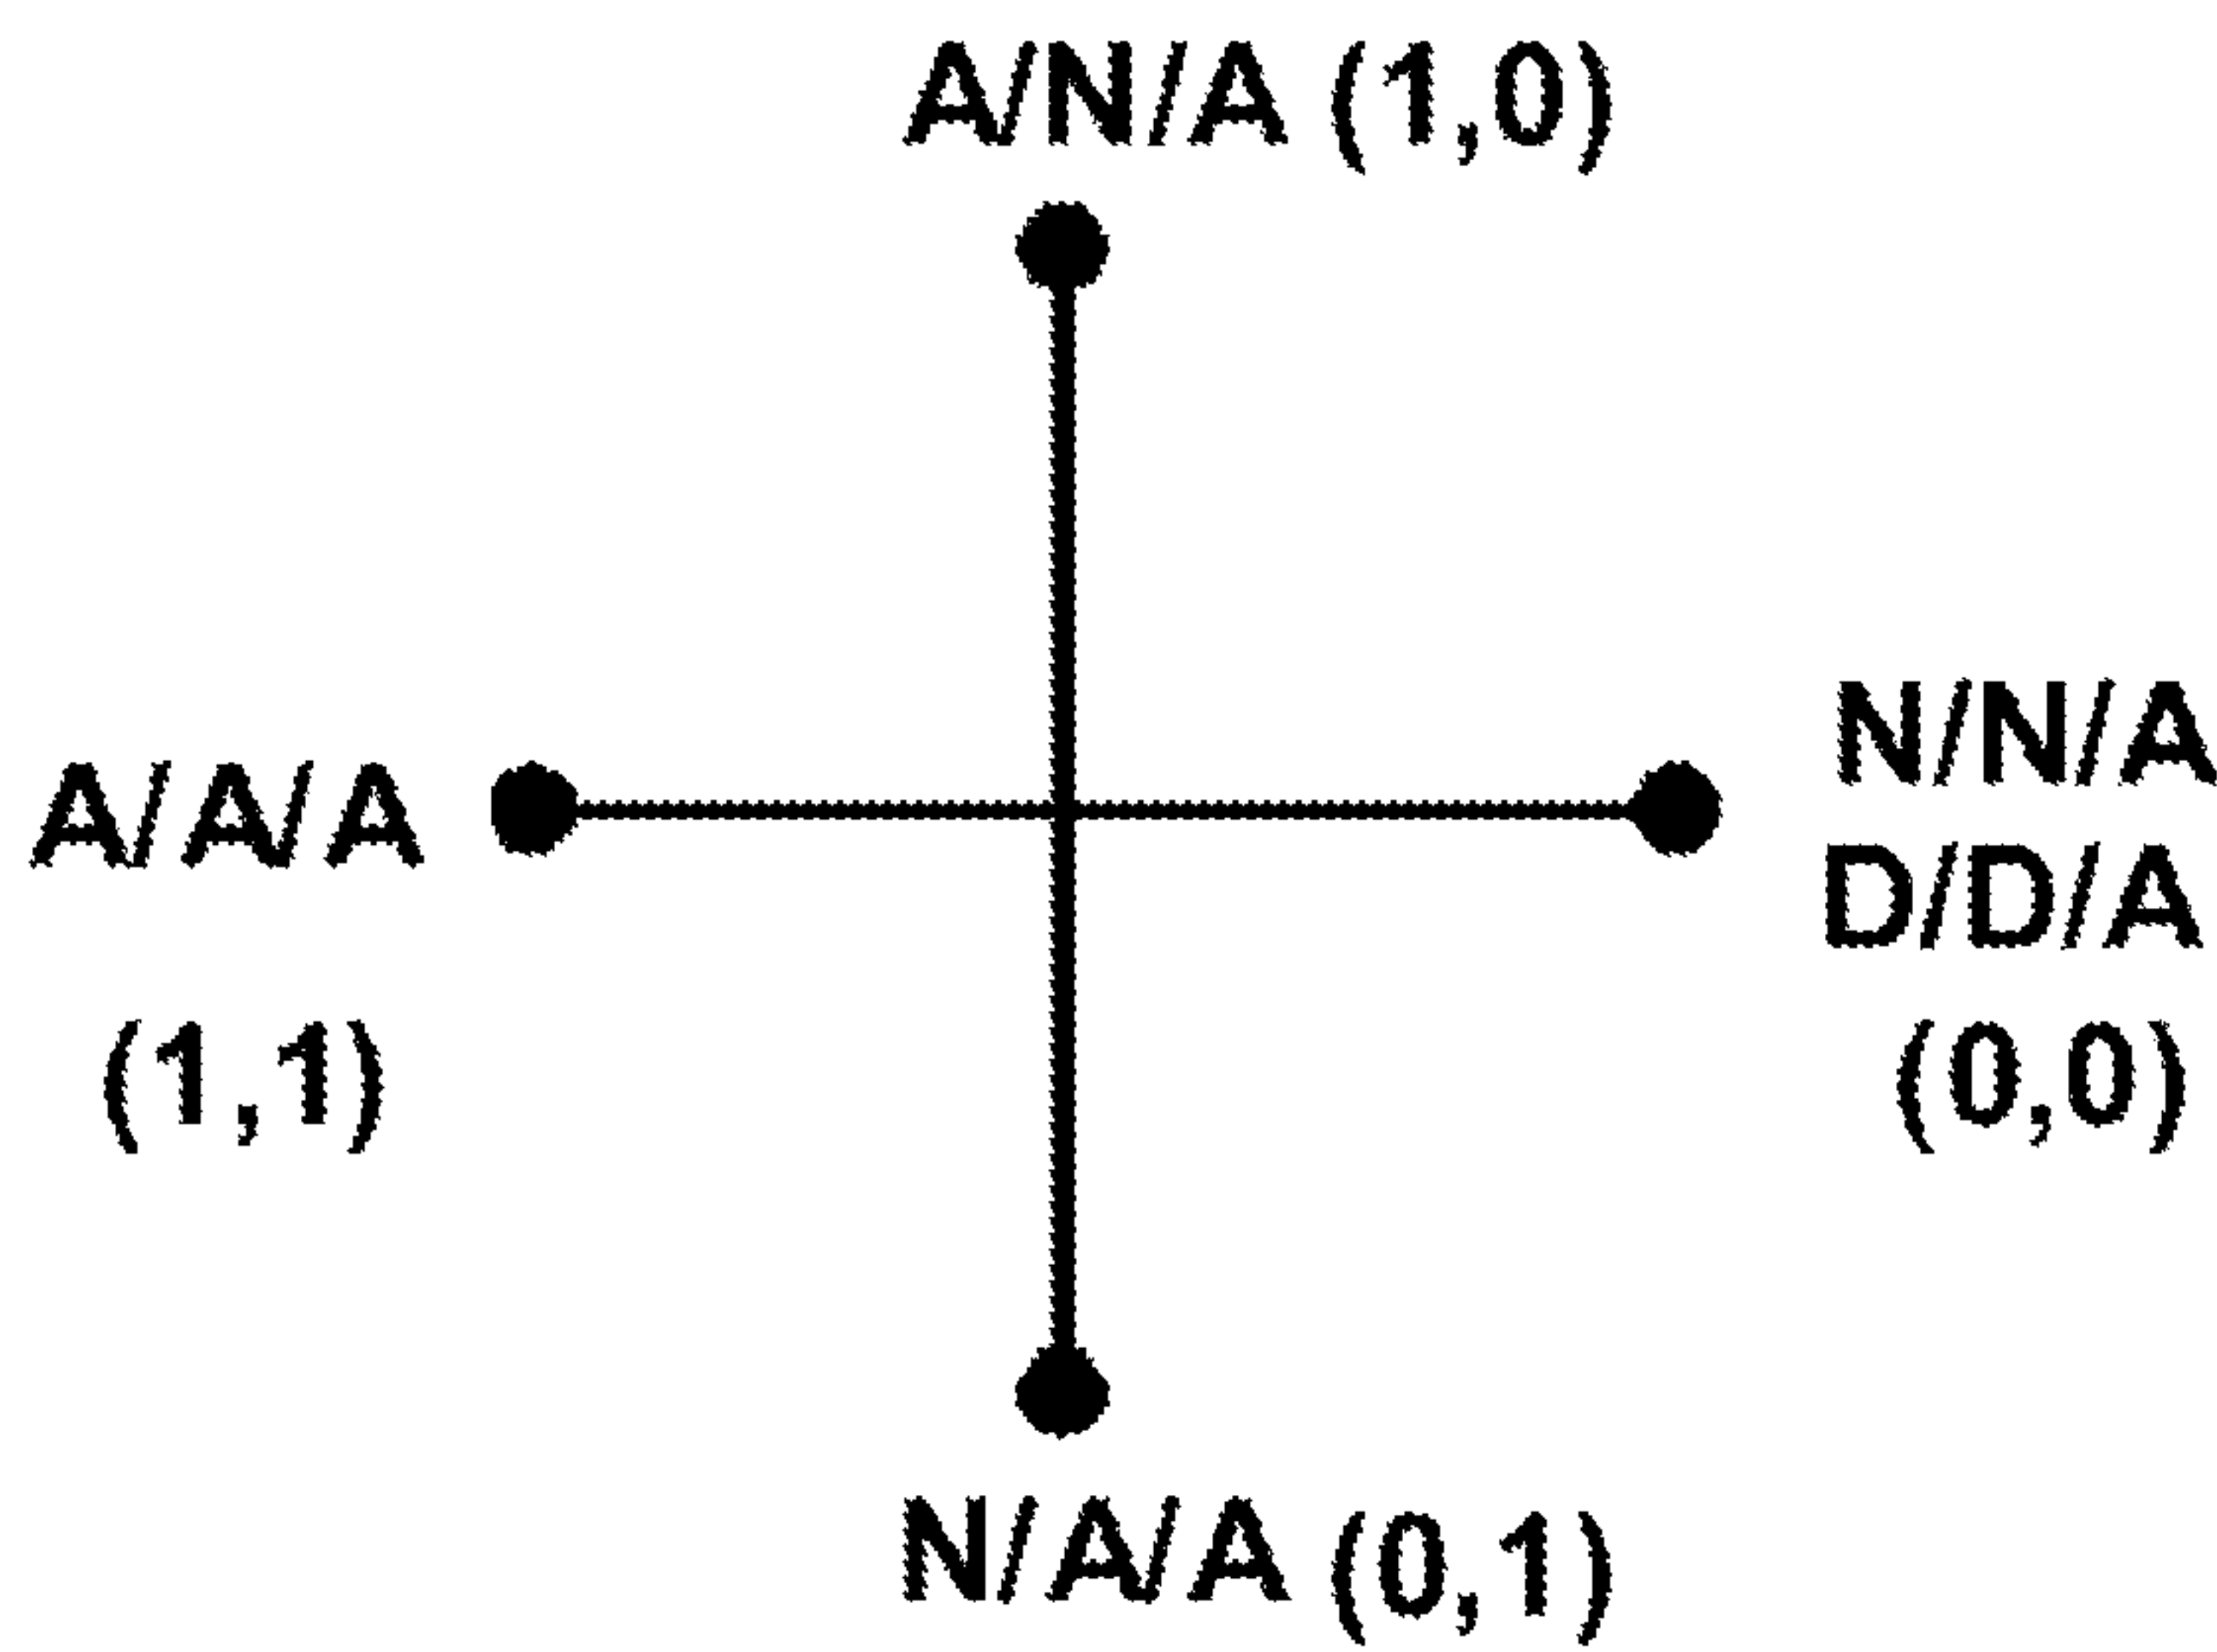 A/N/A (1,0)
N/N/A
A/A/A
D/D/A
(1,1)
(0,0)
N/A/A (0,1)